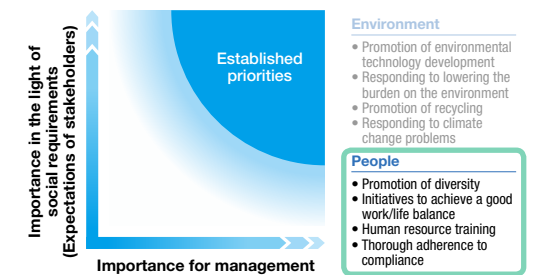 Importance in the light of
social requirements
(Expectations of stakeholders)
Established
priorities
Importance for management
Environment
• Promotion of environmental
technology development
• Responding to lowering the
burden on the environment
• Promotion of recycling
• Responding to climate
change problems
People
• Promotion of diversity
• Initiatives to achieve a good
work/life balance
• Human resource training
• Thorough adherence to
compliance